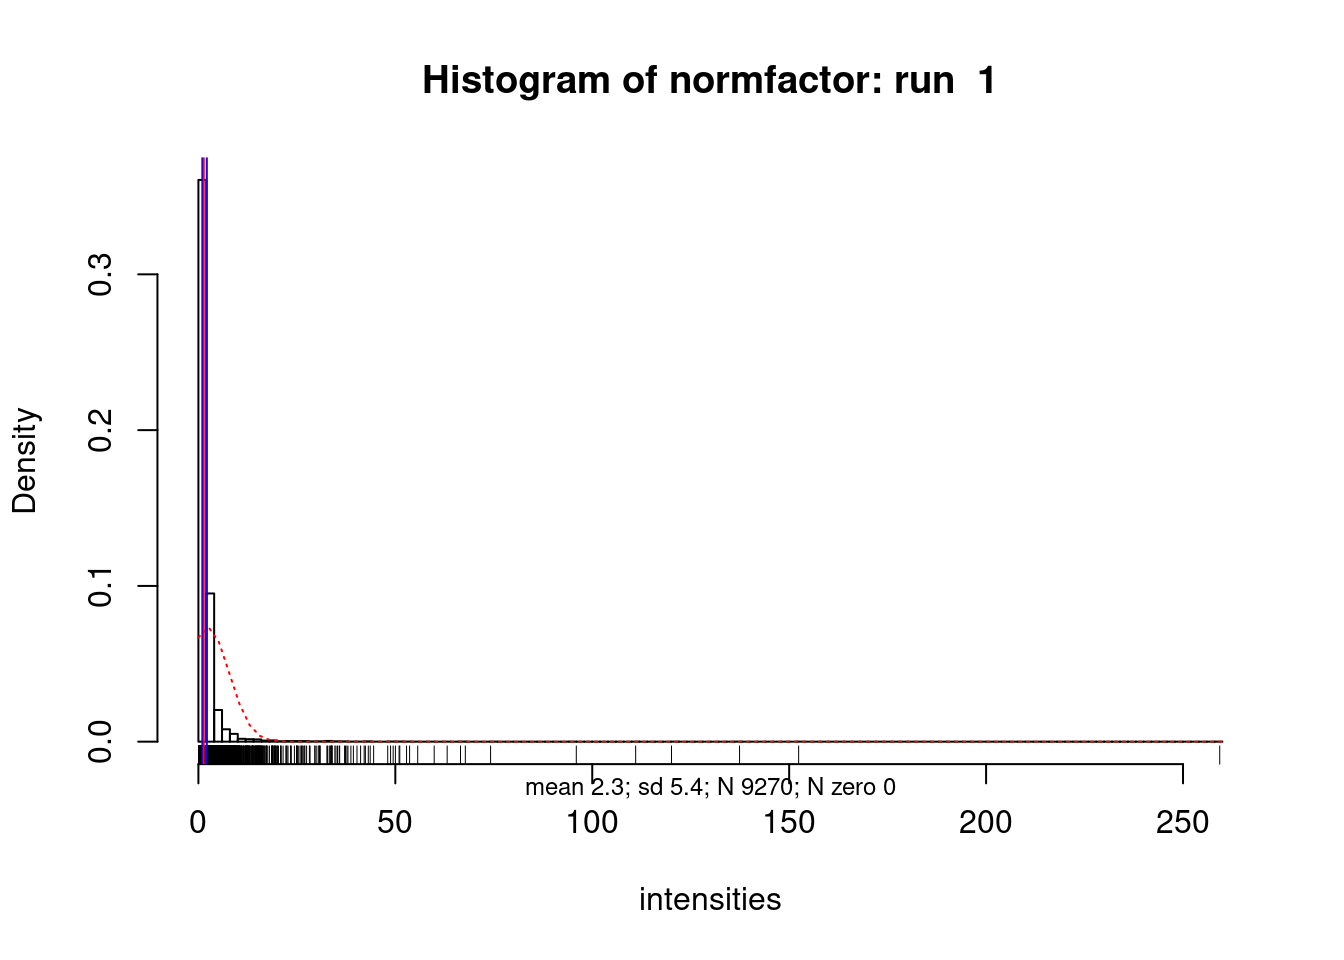 Histogram of normfactor: run  1
Density
0.3
0.2
0.1
0.0
mean 2.3; sd 5.4; N 9270; N zero 0
0 50 100 150 200 250
intensities